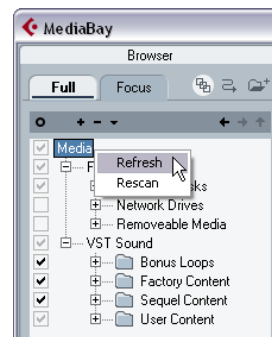 MediaBay
Browser
Full Focus
Media
Refresh
Rescan
Network Drives
Removeable Media
VST Sound
Bonus Loops
Factory Content
Sequel Content
User Content